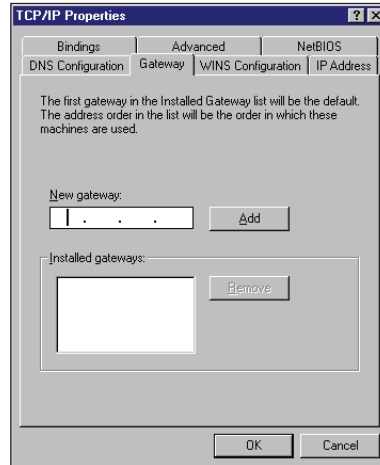 TCP/IP Properties
Bindings Advanced NetBIOS
DNS Configuration Gateway WINS Configuration IP Address
The first gateway in the Installed Gateway list will be the default.
The address order in the list will be the order in which these
machines are used.
New gateway:
. . .
Add
Installed gateways:
Remove
OK Cancel